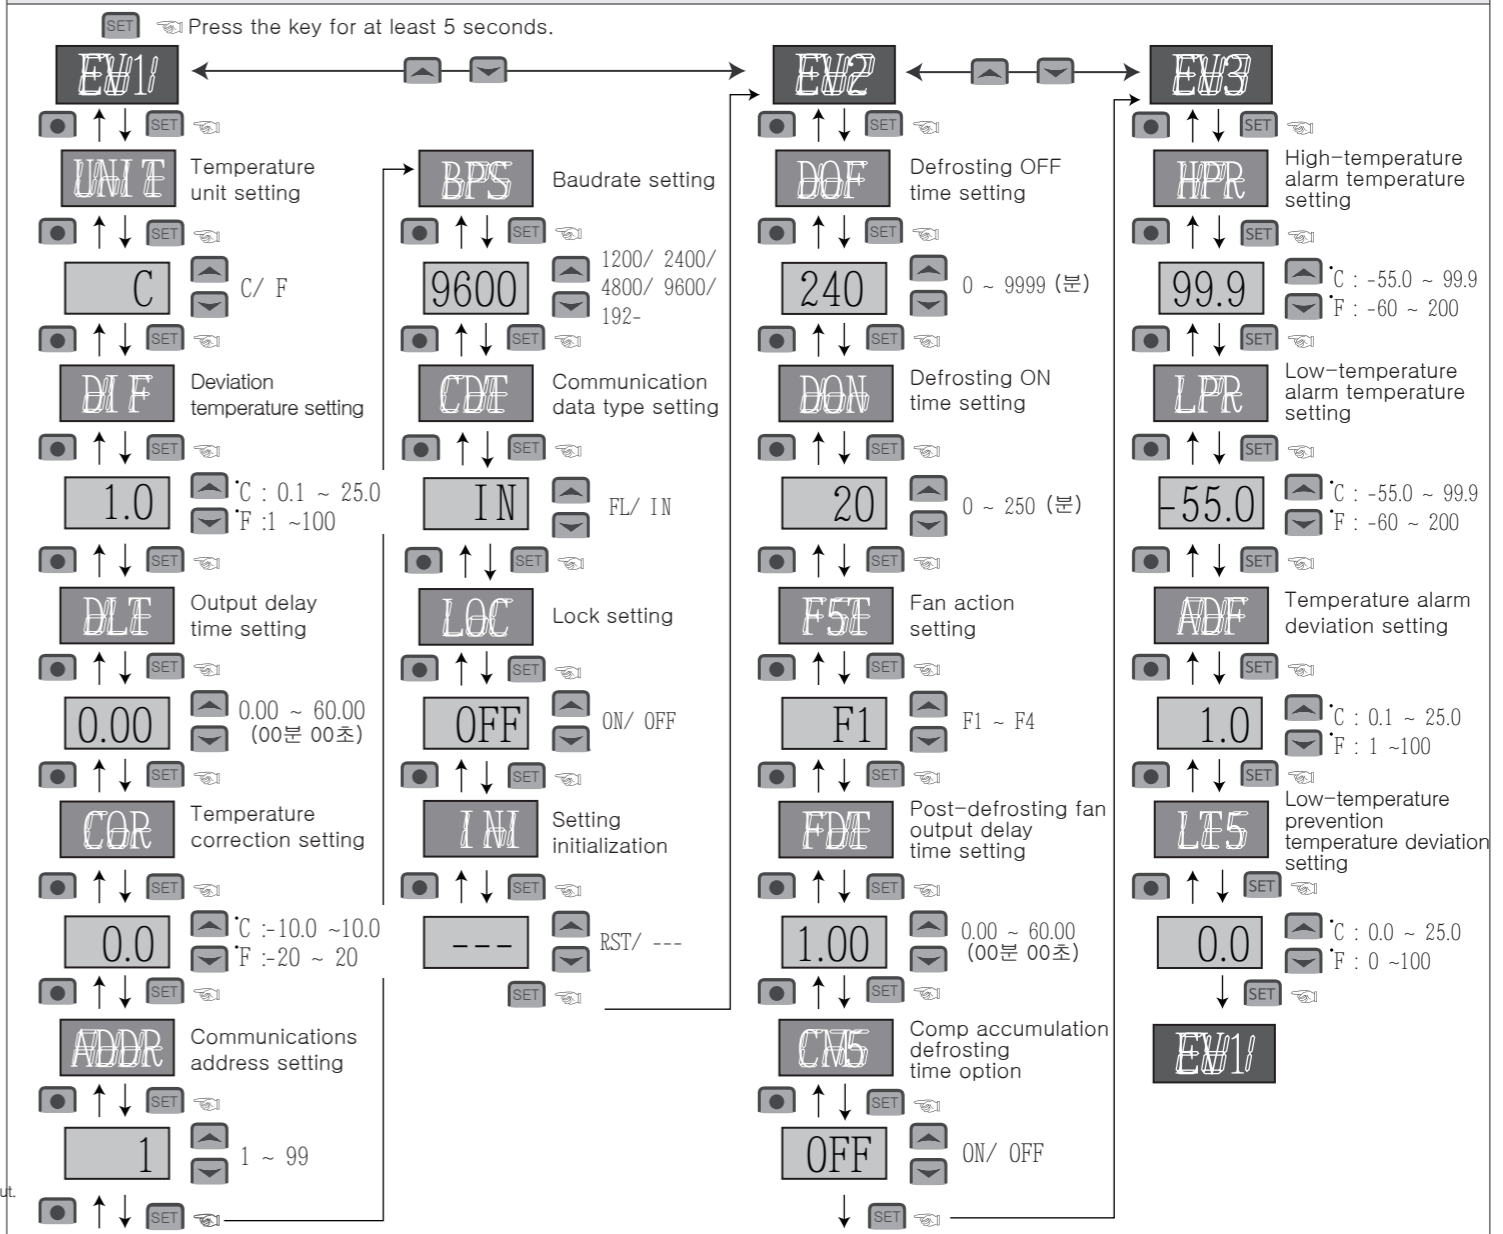 SET Press the key for at least 5 seconds.
EV1
SET
UNIT
Temperature
unit setting
SET
C
C/ F
SET
DIF
Deviation
temperature setting
SET
1.0
°C : 0.1 ~ 25.0
°F :1 ~100
SET
DLT
Output delay
time setting
SET
0.00
0.00 ~ 60.00
(00분 00초)
SET
COR
Temperature
correction setting
SET
0.0
°C :-10.0 ~10.0
°F :-20 ~ 20
SET
ADDR
Communications
address setting
SET
1
1 ~ 99
ut.
SET
BPS
Baudrate setting
SET
9600
1200/ 2400/
4800/ 9600/
192-
SET
CDT
Communication
data type setting
SET
IN
FL/ IN
SET
LOC
Lock setting
SET
OFF
ON/ OFF
SET
INI
Setting
initialization
SET
---
RST/ ---
SET
EV2
SET
DOF
Defrosting OFF
time setting
SET
240
0 ~ 9999 (분)
SET
DON
Defrosting ON
time setting
SET
20
0 ~ 250 (분)
SET
FST
Fan action
setting
SET
F1
F1 ~ F4
SET
FDT
Post-defrosting fan
output delay
time setting
SET
1.00
0.00 ~ 60.00
(00분 00초)
SET
CMS
Comp accumulation
defrosting
time option
SET
OFF
ON/ OFF
SET
EV3
SET
HPR
High-temperature
alarm temperature
setting
SET
99.9
°C : -55.0 ~ 99.9
°F : -60 ~ 200
SET
LPR
Low-temperature
alarm temperature
setting
SET
-55.0
°C : -55.0 ~ 99.9
°F : -60 ~ 200
SET
ADF
Temperature alarm
deviation setting
SET
1.0
°C : 0.1 ~ 25.0
°F : 1 ~100
SET
LTS
Low-temperature
prevention
temperature deviation
setting
SET
0.0
°C : 0.0 ~ 25.0
°F : 0 ~100
SET
EV1